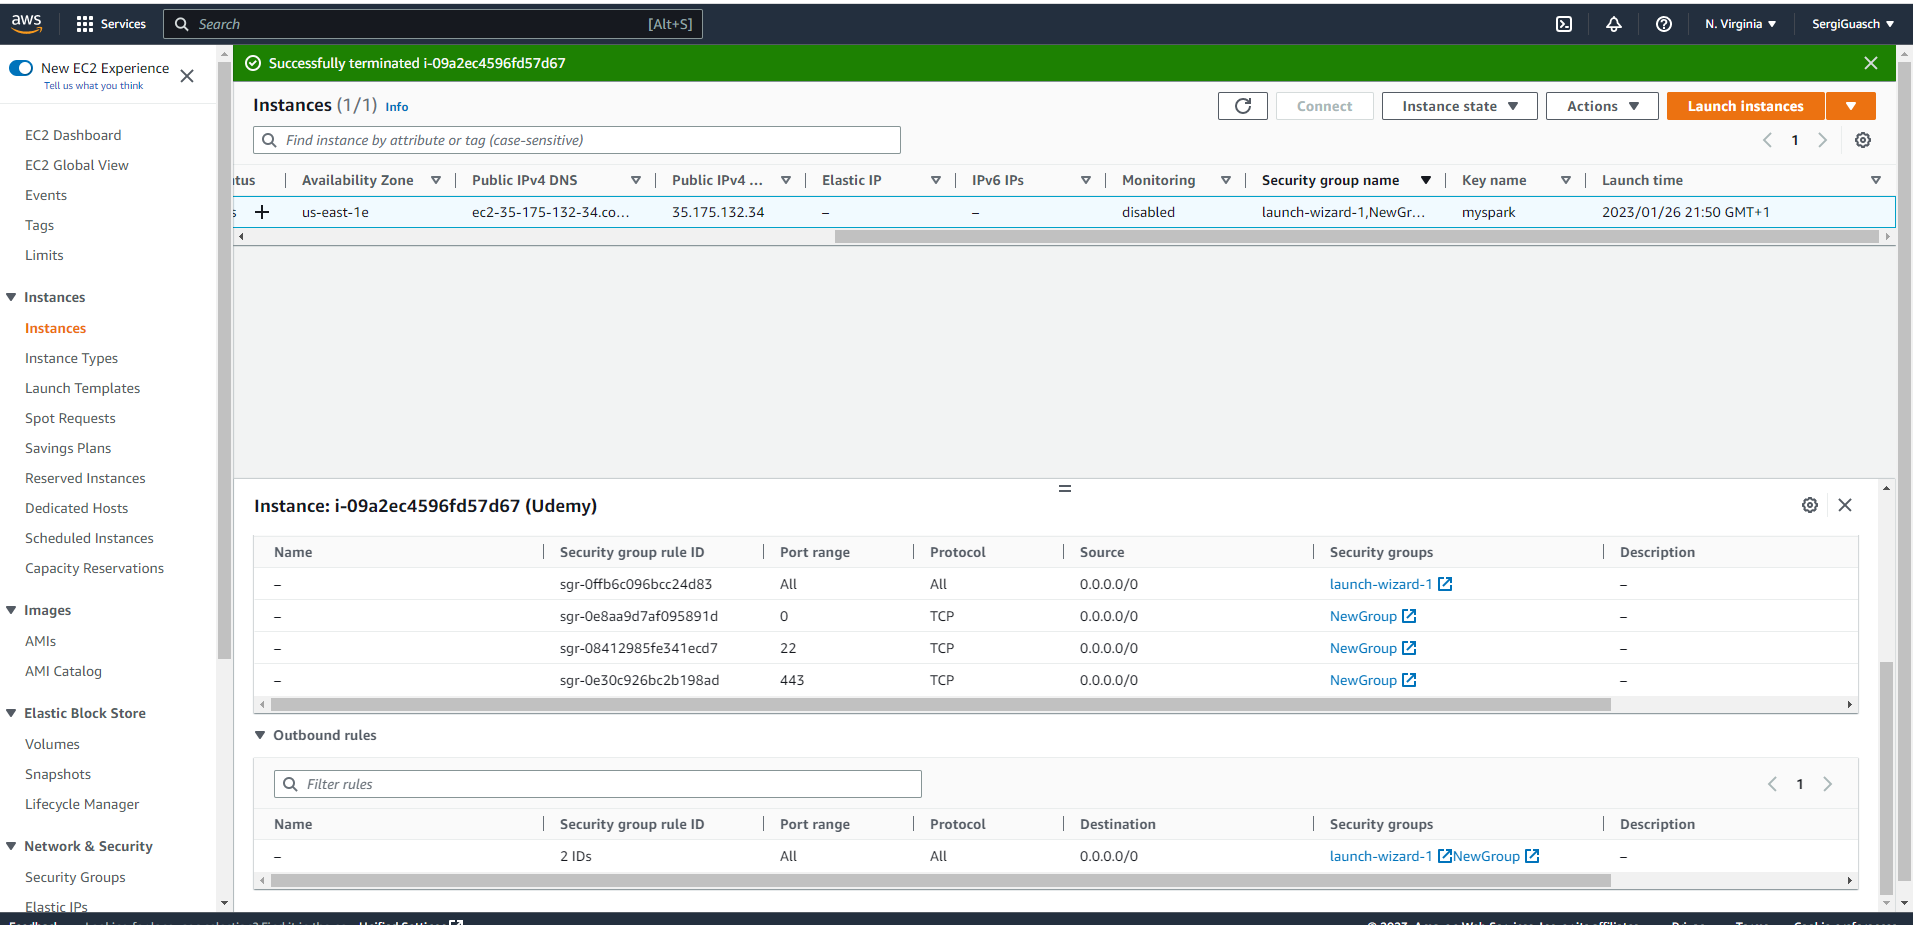 aws Services Search [Alt+S] N. Virginia SergiGuasch
New EC2 Experience
Tell us what you think
EC2 Dashboard
EC2 Global View
Events
Tags
Limits
Instances
Instances
Instance Types
Launch Templates
Spot Requests
Savings Plans
Reserved Instances
Dedicated Hosts
Scheduled Instances
Capacity Reservations
Images
AMIs
AMI Catalog
Elastic Block Store
Volumes
Snapshots
Lifecycle Manager
Network & Security
Security Groups
Elastic IPs
Successfully terminated i-09a2ec4596fd57d67
Instances (1/1) Info Connect Instance state Actions Launch instances
Find instance by attribute or tag (case-sensitive) 1
tus Availability Zone Public IPv4 DNS Public IPv4 ... Elastic IP IPv6 IPs Monitoring Security group name Key name Launch time
us-east-1e ec2-35-175-132-34.co... 35.175.132.34 – – disabled launch-wizard-1,NewGr... myspark 2023/01/26 21:50 GMT+1
Instance: i-09a2ec4596fd57d67 (Udemy)
Name Security group rule ID Port range Protocol Source Security groups Description
– sgr-0ffb6c096bcc24d83 All All 0.0.0.0/0 launch-wizard-1 –
– sgr-0e8aa9d7af095891d 0 TCP 0.0.0.0/0 NewGroup –
– sgr-08412985fe341ecd7 22 TCP 0.0.0.0/0 NewGroup –
– sgr-0e30c926bc2b198ad 443 TCP 0.0.0.0/0 NewGroup –
Outbound rules
Filter rules 1
Name Security group rule ID Port range Protocol Destination Security groups Description
– 2 IDs All All 0.0.0.0/0 launch-wizard-1 NewGroup –